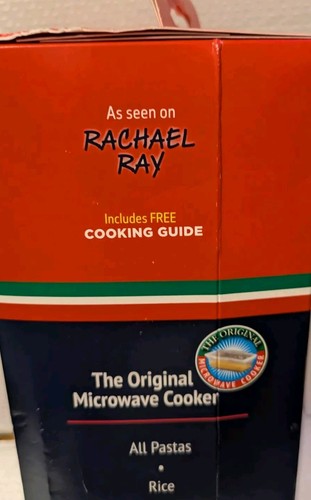 As seen on
RACHAEL
RAY
Includes FREE
COOKING GUIDE
THE ORIGINAL
MICROWAVE COOKER
The Original
Microwave Cooker
All Pastas
•
Rice